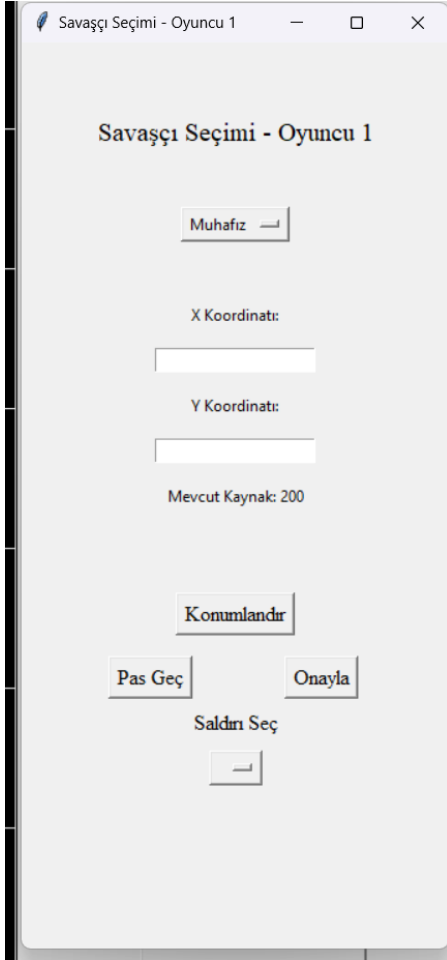 Savaşçı Seçimi - Oyuncu 1
Savaşçı Seçimi - Oyuncu 1
Muhafız
X Koordinatı:
Y Koordinatı:
Mevcut Kaynak: 200
Konumlandır
Pas Geç
Onayla
Saldırı Seç